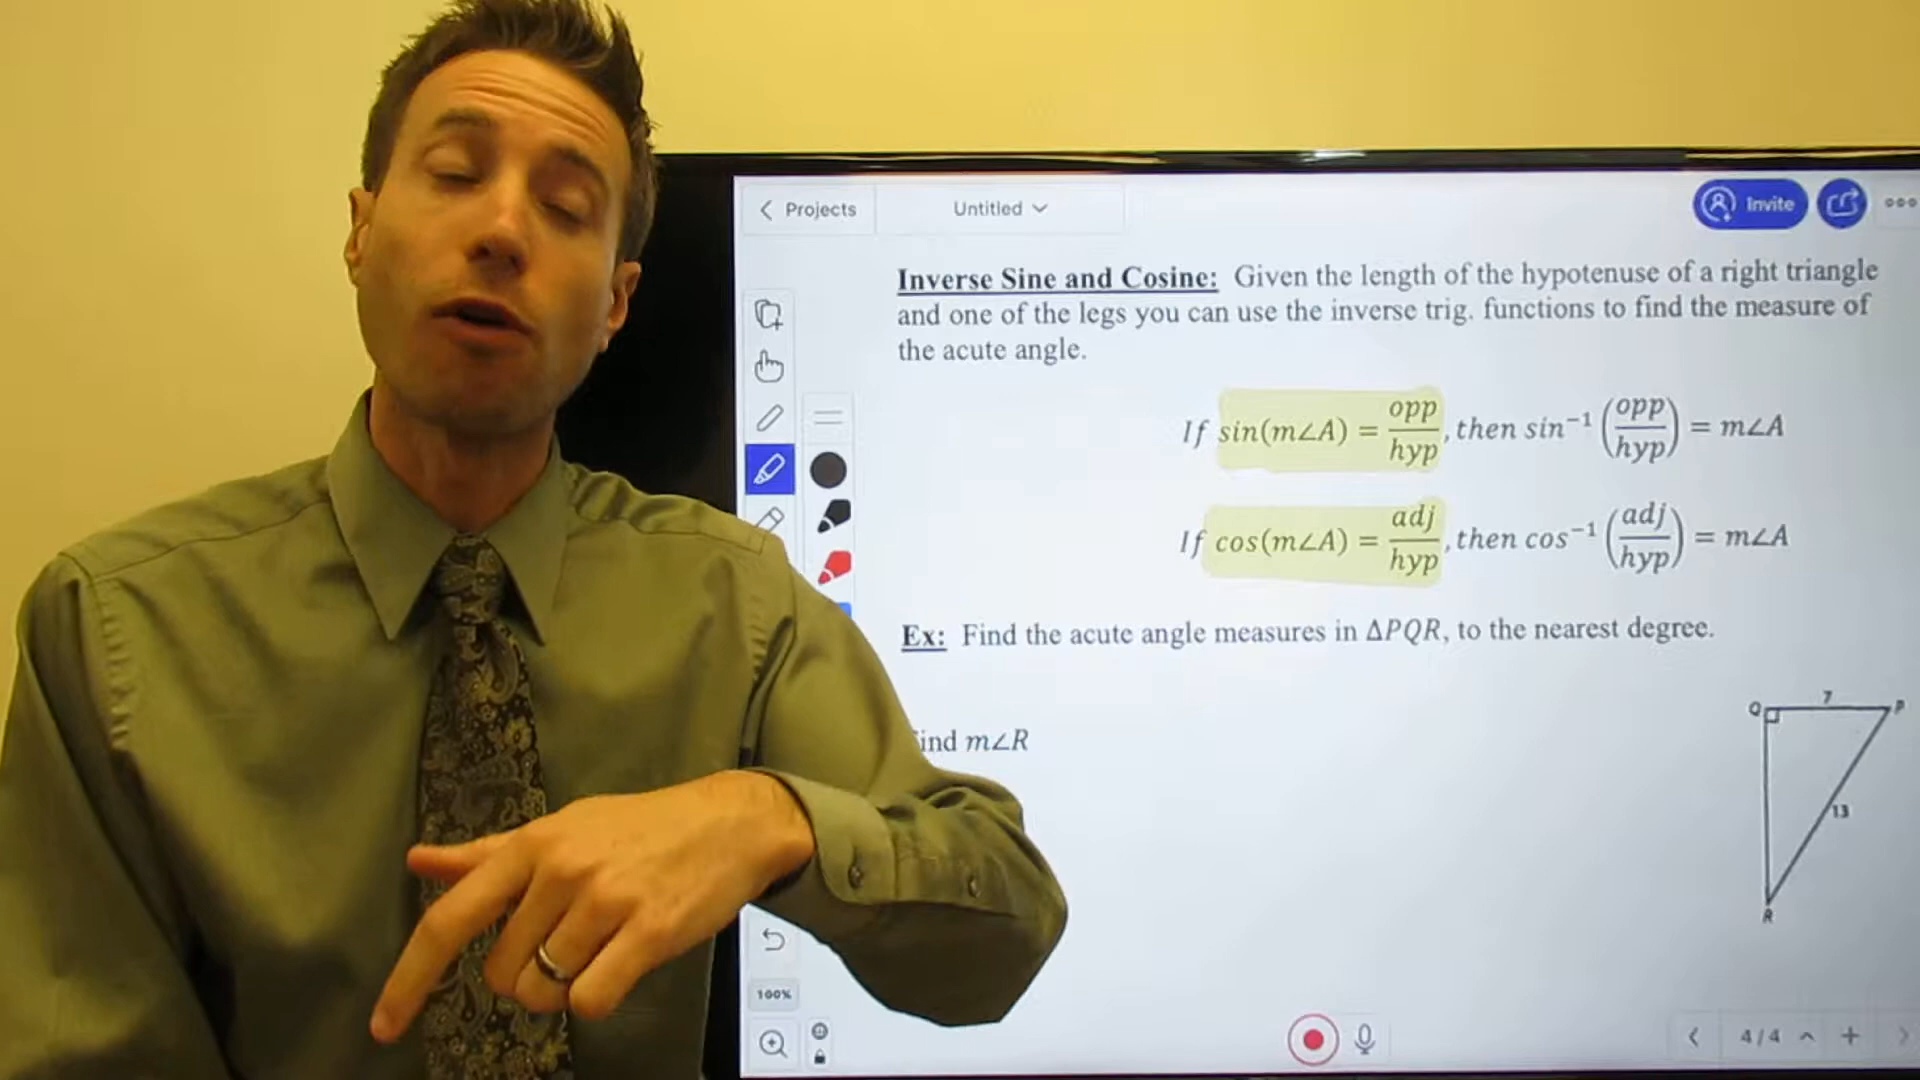 Projects
Untitled
Invite
Inverse Sine and Cosine: Given the length of the hypotenuse of a right triangle
and one of the legs you can use the inverse trig. functions to find the measure of
the acute angle.
If sin(m∠A) = opp/hyp, then sin⁻¹(opp/hyp) = m∠A
If cos(m∠A) = adj/hyp, then cos⁻¹(adj/hyp) = m∠A
Ex: Find the acute angle measures in ΔPQR, to the nearest degree.
ind m∠R
Q 7 P
13
R
100%
4/4